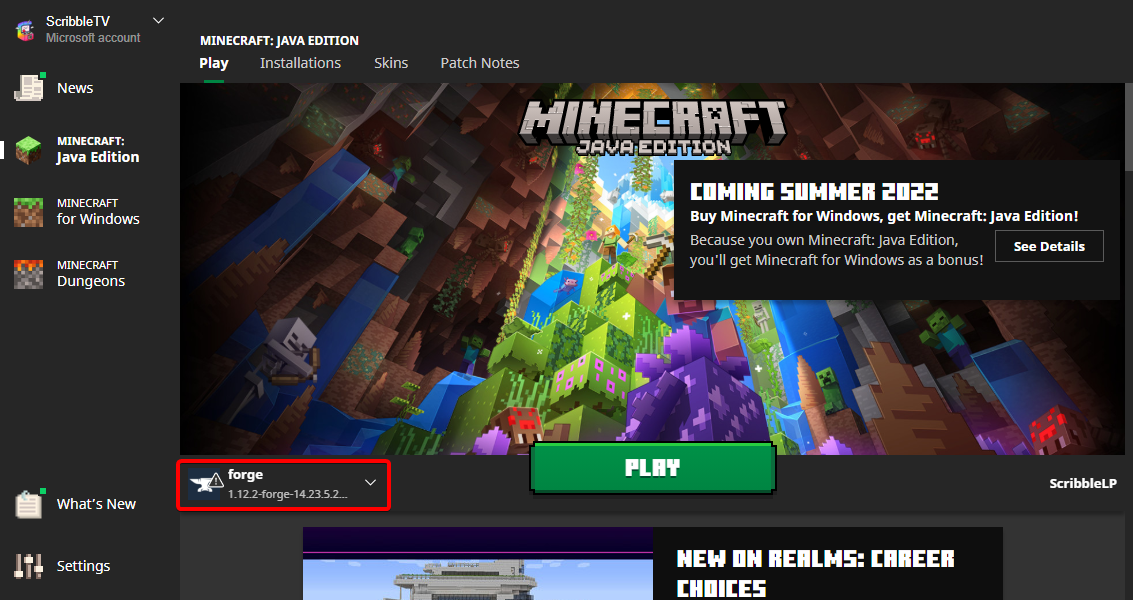 ScribbleTV
Microsoft account
News
MINECRAFT:
Java Edition
MINECRAFT
for Windows
MINECRAFT
Dungeons
What's New
Settings
MINECRAFT: JAVA EDITION
Play Installations Skins Patch Notes
MINECRAFT
JAVA EDITION
COMING SUMMER 2022
Buy Minecraft for Windows, get Minecraft: Java Edition!
Because you own Minecraft: Java Edition,
you'll get Minecraft for Windows as a bonus!
See Details
forge
1.12.2-forge-14.23.5.2...
PLAY
ScribbleLP
NEW ON REALMS: CAREER
CHOICES